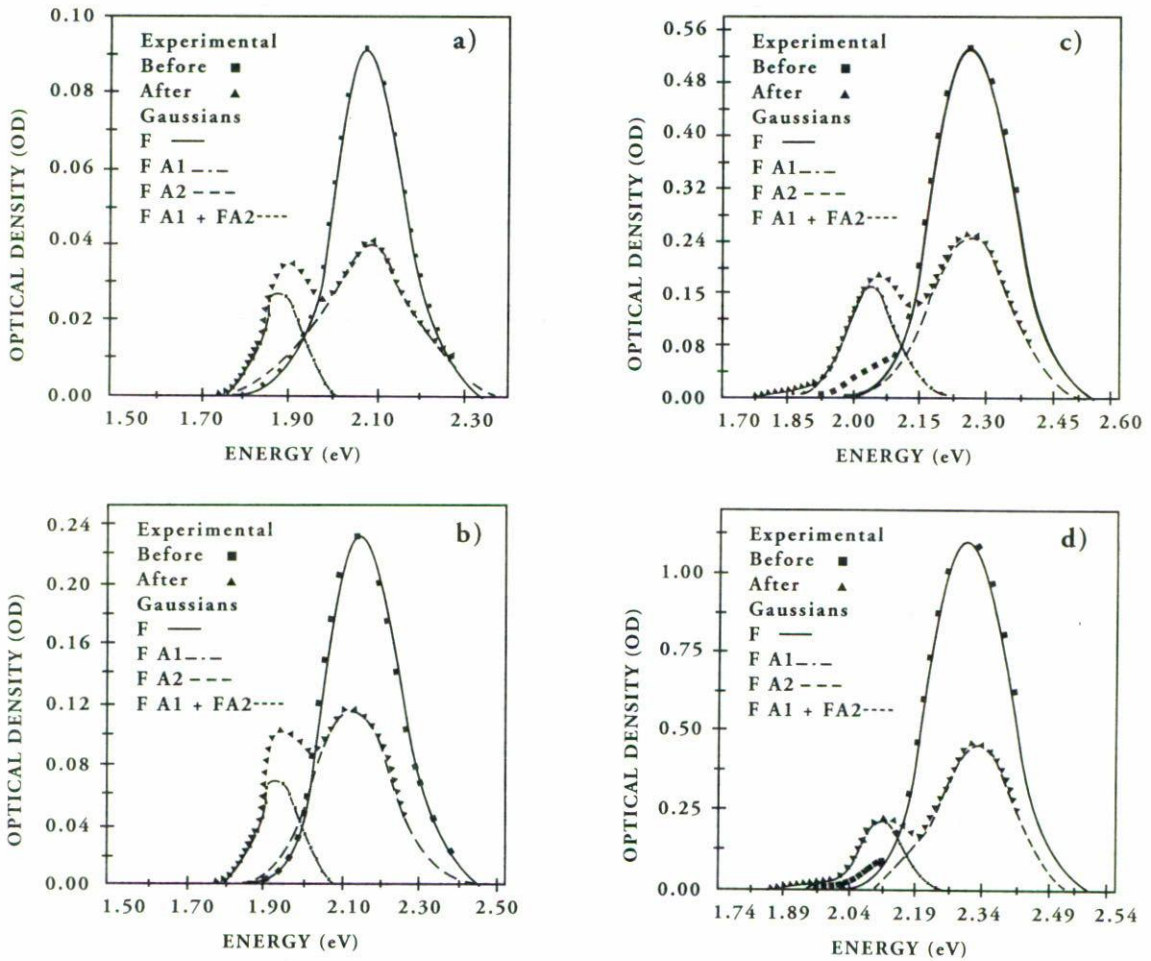 a)
Experimental
Before ■
After ▲
Gaussians
F —
F A1 _._._
F A2 ----
F A1 + FA2 ----
OPTICAL DENSITY (OD)
0.10
0.80
0.60
0.04
0.02
0.00
1.50 1.70 1.90 2.10 2.30
ENERGY (eV)
c)
Experimental
Before ■
After ▲
Gaussians
F —
F A1 _._._
F A2 ----
F A1 + FA2 ----
OPTICAL DENSITY (OD)
0.56
0.48
0.40
0.32
0.24
0.15
0.08
0.00
1.70 1.85 2.00 2.15 2.30 2.45 2.60
ENERGY (eV)
b)
Experimental
Before ■
After ▲
Gaussians
F —
F A1 _._._
F A2 ----
F A1 + FA2 ----
OPTICAL DENSITY (OD)
0.24
0.20
0.16
0.12
0.08
0.04
0.00
1.50 1.70 1.90 2.10 2.30 2.50
ENERGY (eV)
d)
Experimental
Before ■
After ▲
Gaussians
F —
F A1 _._._
F A2 ----
F A1 + FA2 ----
OPTICAL DENSITY (OD)
1.00
0.75
0.50
0.25
0.00
1.74 1.89 2.04 2.19 2.34 2.49 2.54
ENERGY (eV)